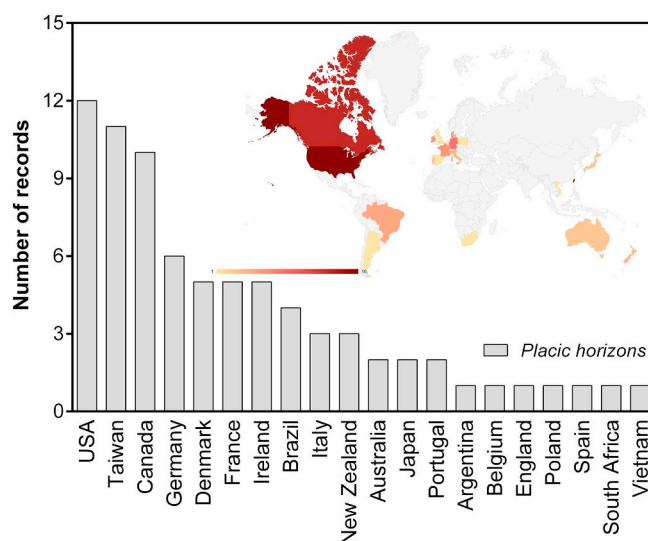 Number of records
15
12
9
6
3
0
1
Placic horizons
USA
Taiwan
Canada
Germany
Denmark
France
Ireland
Brazil
Italy
New Zealand
Australia
Japan
Portugal
Argentina
Belgium
England
Poland
Spain
South Africa
Vietnam